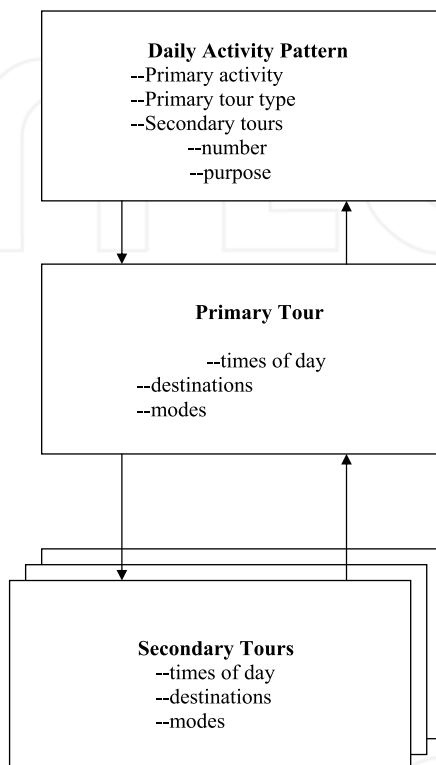 Daily Activity Pattern
--Primary activity
--Primary tour type
--Secondary tours
--number
--purpose
Primary Tour
--times of day
--destinations
--modes
Secondary Tours
--times of day
--destinations
--modes